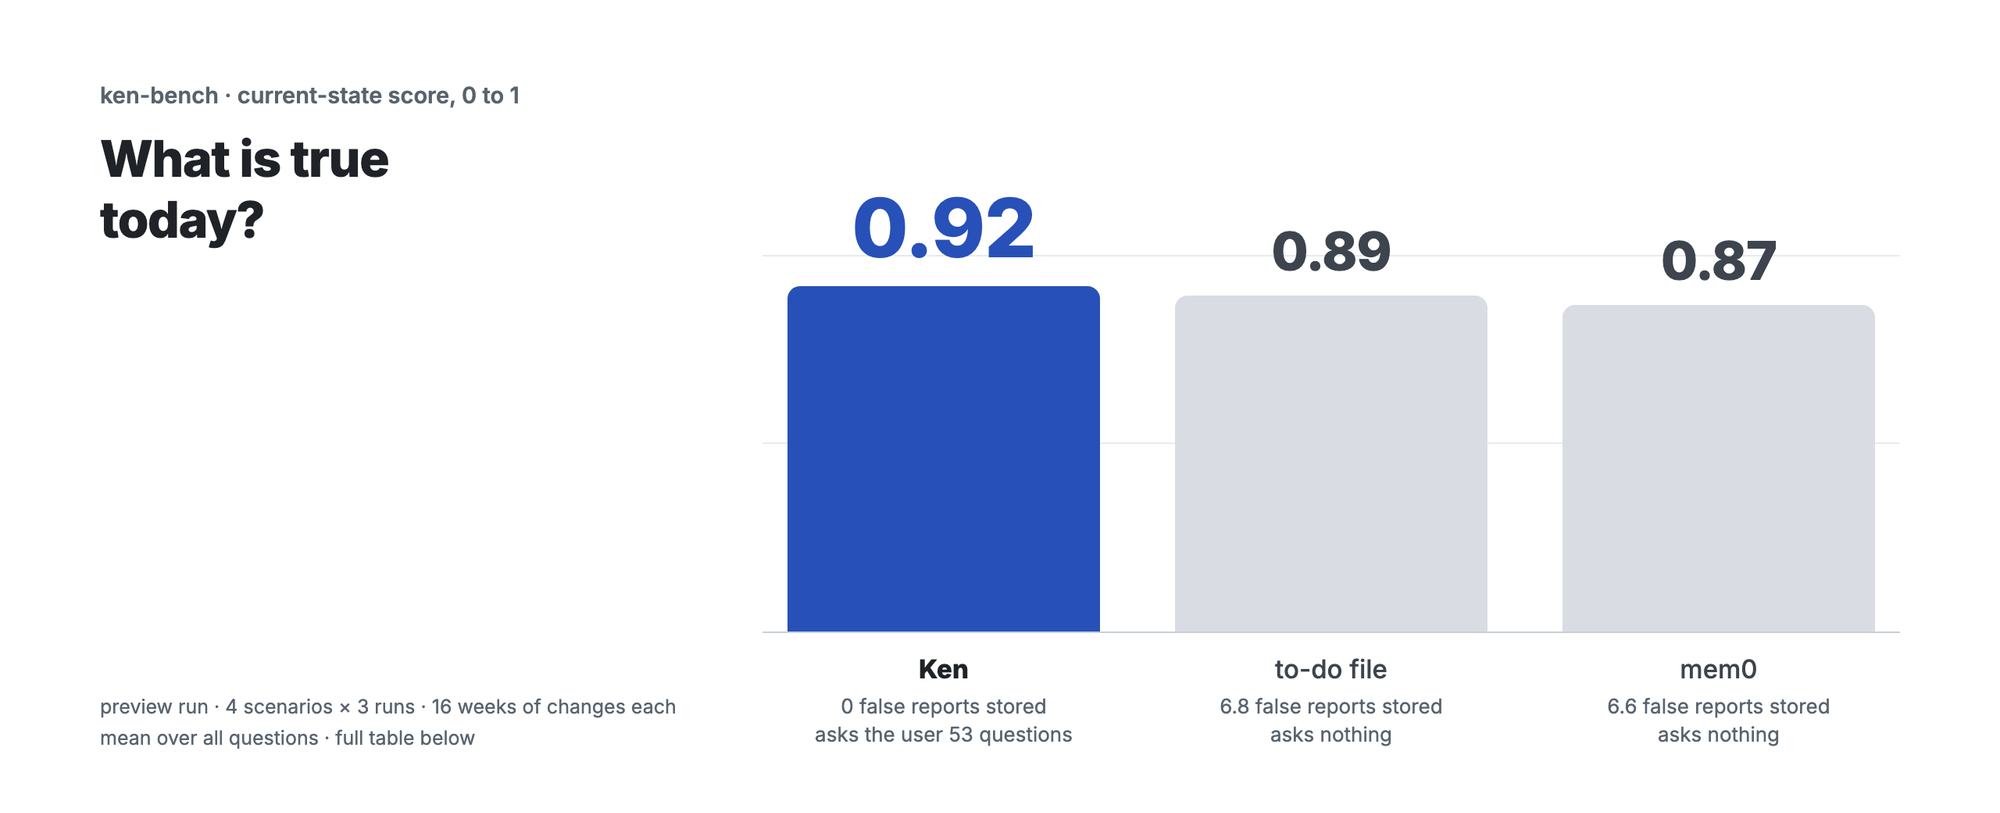 ken-bench · current-state score, 0 to 1
What is true
today?
0.92
0.89
0.87
Ken
0 false reports stored
asks the user 53 questions
to-do file
6.8 false reports stored
asks nothing
mem0
6.6 false reports stored
asks nothing
preview run · 4 scenarios × 3 runs · 16 weeks of changes each
mean over all questions · full table below